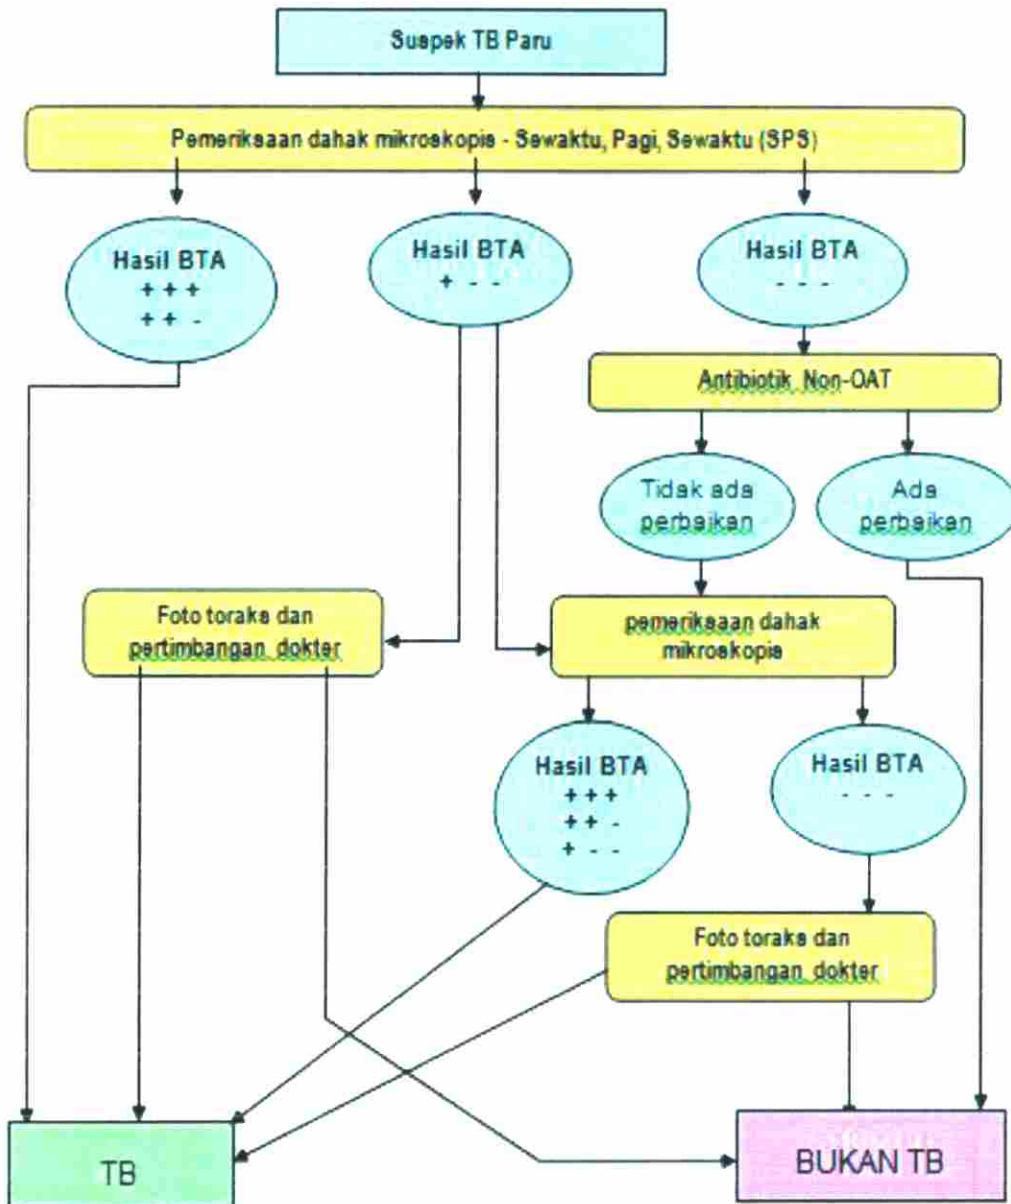 Suspek TB Paru
Pemeriksaan dahak mikroskopis - Sewaktu, Pagi, Sewaktu (SPS)
Hasil BTA
+ + +
+ + -
Hasil BTA
+ - -
Hasil BTA
- - -
Antibiotik Non-OAT
Tidak ada
perbaikan
Ada
perbaikan
Foto toraks dan
pertimbangan dokter
pemeriksaan dahak
mikroskopis
Hasil BTA
+ + +
+ + -
+ - -
Hasil BTA
- - -
Foto toraks dan
pertimbangan dokter
TB
BUKAN TB